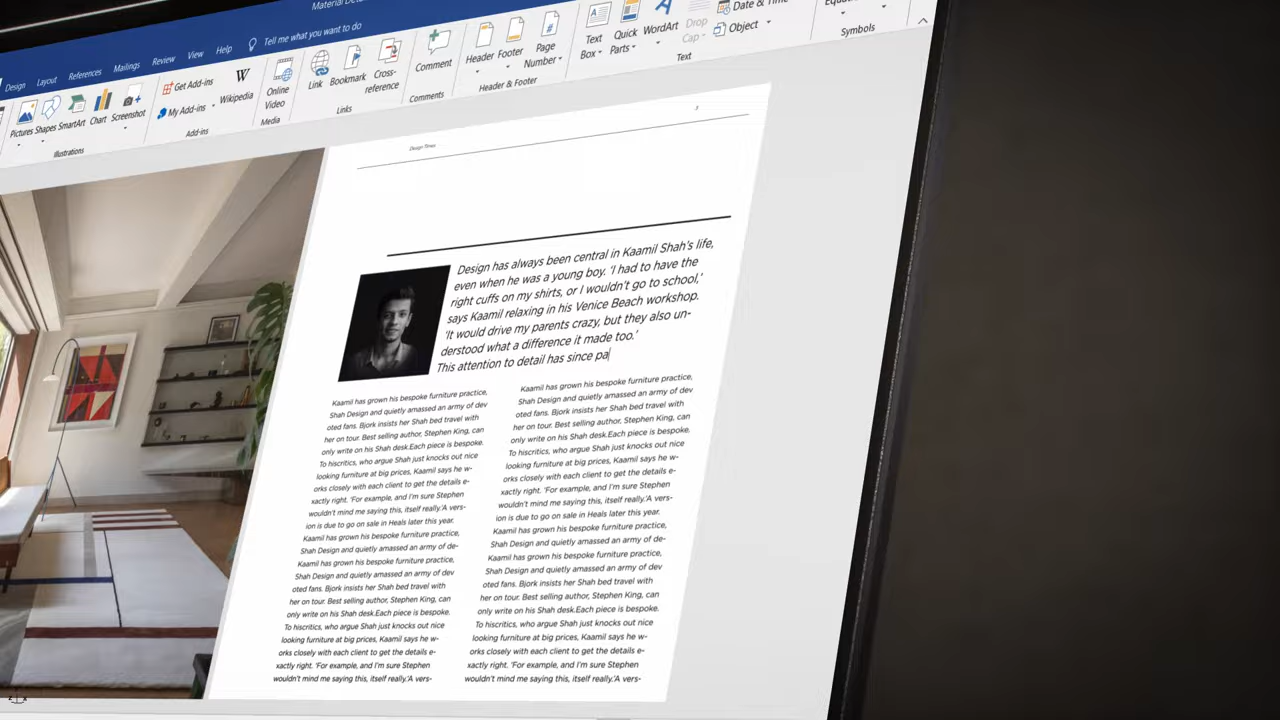 Material Deta
Tell me what you want to do
Design Layout References Mailings Review View Help
Pictures Shapes SmartArt Chart Screenshot
Illustrations
Get Add-ins
My Add-ins
Wikipedia
Add-ins
Online Video
Media
Link Bookmark Cross-reference
Links
Comment
Comments
Header Footer Page Number
Header & Footer
Text Box Quick Parts WordArt Drop Cap
Date & Time
Object
Text
Symbols
Design Times
Design has always been central in Kaamil Shah's life,
even when he was a young boy. 'I had to have the
right cuffs on my shirts, or I wouldn't go to school,'
says Kaamil relaxing in his Venice Beach workshop.
'It would drive my parents crazy, but they also un-
derstood what a difference it made too.'
This attention to detail has since pa
Kaamil has grown his bespoke furniture practice,
Shah Design and quietly amassed an army of dev
oted fans. Bjork insists her Shah bed travel with
her on tour. Best selling author, Stephen King, can
only write on his Shah desk.Each piece is bespoke.
To hiscritics, who argue Shah just knocks out nice
looking furniture at big prices, Kaamil says he w-
orks closely with each client to get the details e-
xactly right. 'For example, and I'm sure Stephen
wouldn't mind me saying this, itself really.'A vers-
ion is due to go on sale in Heals later this year.
Kaamil has grown his bespoke furniture practice,
Shah Design and quietly amassed an army of de-
Kaamil has grown his bespoke furniture practice,
Shah Design and quietly amassed an army of dev
oted fans. Bjork insists her Shah bed travel with
her on tour. Best selling author, Stephen King, can
only write on his Shah desk.Each piece is bespoke.
To hiscritics, who argue Shah just knocks out nice
looking furniture at big prices, Kaamil says he w-
orks closely with each client to get the details e-
xactly right. 'For example, and I'm sure Stephen
wouldn't mind me saying this, itself really.'A vers-
Kaamil has grown his bespoke furniture practice,
Shah Design and quietly amassed an army of dev
oted fans. Bjork insists her Shah bed travel with
her on tour. Best selling author, Stephen King, can
only write on his Shah desk.Each piece is bespoke.
To hiscritics, who argue Shah just knocks out nice
looking furniture at big prices, Kaamil says he w-
orks closely with each client to get the details e-
xactly right. 'For example, and I'm sure Stephen
wouldn't mind me saying this, itself really.'A vers-
ion is due to go on sale in Heals later this year.
Kaamil has grown his bespoke furniture practice,
Shah Design and quietly amassed an army of de-
Kaamil has grown his bespoke furniture practice,
Shah Design and quietly amassed an army of dev
oted fans. Bjork insists her Shah bed travel with
her on tour. Best selling author, Stephen King, can
only write on his Shah desk.Each piece is bespoke.
To hiscritics, who argue Shah just knocks out nice
looking furniture at big prices, Kaamil says he w-
orks closely with each client to get the details e-
xactly right. 'For example, and I'm sure Stephen
wouldn't mind me saying this, itself really.'A vers-